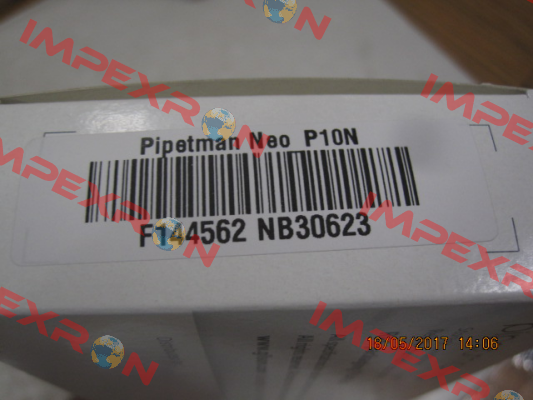 IMPEXRON
IMPEXRON
IMPEXRON
Pipetman Neo P10N
F144562 NB30623
IMPEXRON
IMPEXRON
18/05/2017 14:06